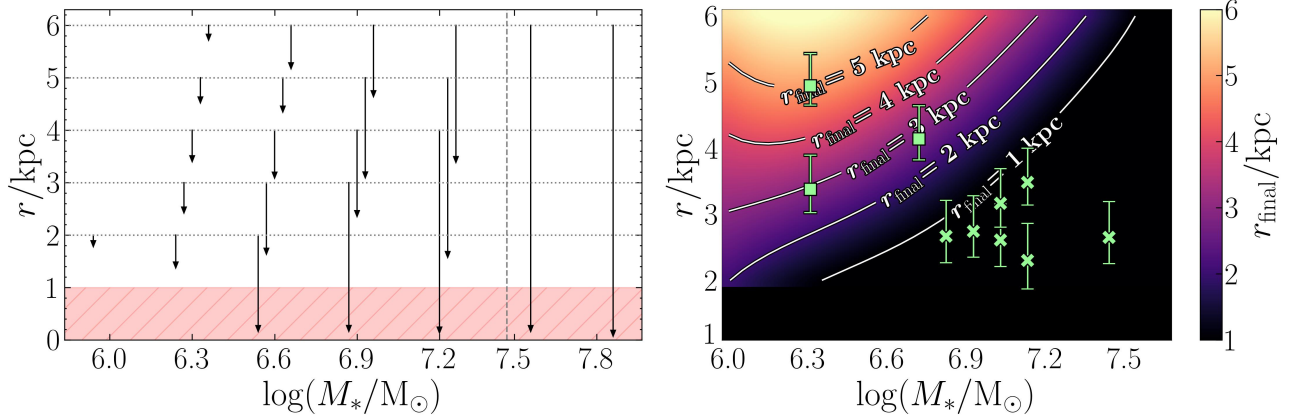 6
5
4
3
2
1
0
r/kpc
6.0 6.3 6.6 6.9 7.2 7.5 7.8
log(M*/M⊙)
6
5
4
3
2
1
r/kpc
r_final = 5 kpc
r_final = 4 kpc
r_final = 3 kpc
r_final = 2 kpc
r_final = 1 kpc
6.0 6.3 6.6 6.9 7.2 7.5
log(M*/M⊙)
6
5
4
3
2
1
r_final/kpc